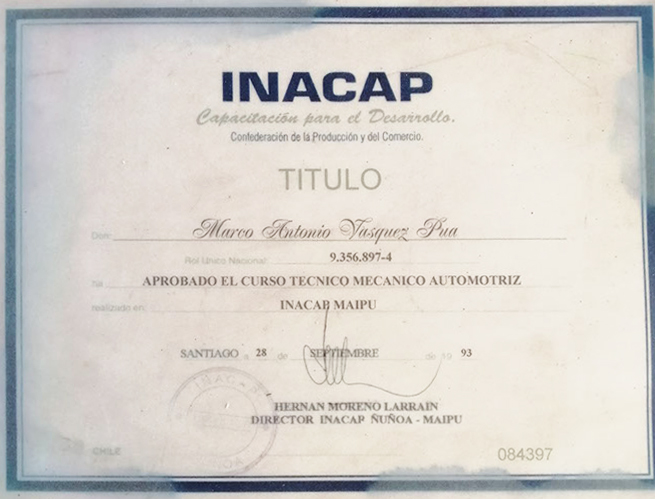 INACAP
Capacitación para el Desarrollo.
Confederación de la Producción y del Comercio.
TITULO
Don: Marco Antonio Vasquez Pua
Rol Unico Nacional 9.356.897-4
Ha APROBADO EL CURSO TECNICO MECANICO AUTOMOTRIZ
realizado en: INACAP MAIPU
SANTIAGO a 28 de SEPTIEMBRE de 19 93
HERNAN MORENO LARRAIN
DIRECTOR INACAP ÑUÑOA - MAIPU
INACAP
CHILE
084397